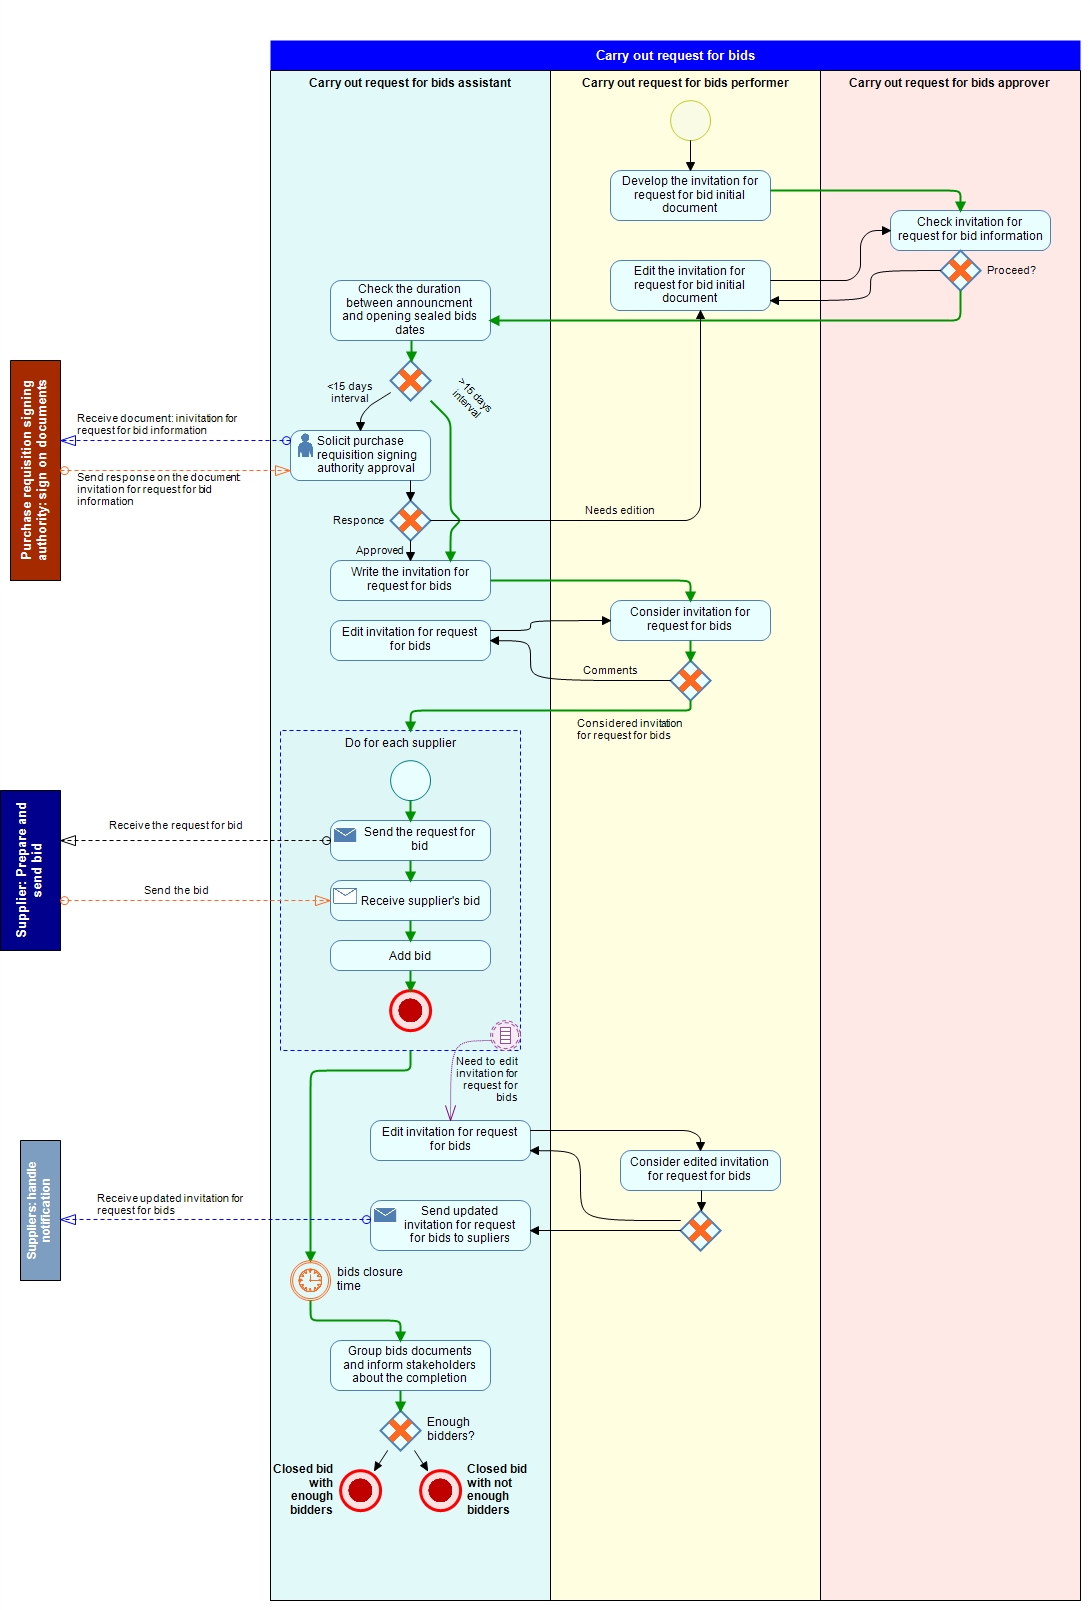 Carry out request for bids
Carry out request for bids assistant
Carry out request for bids performer
Carry out request for bids approver
Develop the invitation for
request for bid initial
document
Check invitation for
request for bid information
Proceed?
Edit the invitation for
request for bid initial
document
Check the duration
between announcment
and opening sealed bids
dates
<15 days
interval
>15 days
interval
Purchase requisition signing
authority: sign on documents
Receive document: inivitation for
request for bid information
Send response on the document:
invitation for request for bid
information
Solicit purchase
requisition signing
authority approval
Responce
Needs edition
Approved
Write the invitation for
request for bids
Consider invitation for
request for bids
Edit invitation for request
for bids
Comments
Considered invitation
for request for bids
Do for each supplier
Supplier: Prepare and
send bid
Receive the request for bid
Send the request for
bid
Send the bid
Receive supplier's bid
Add bid
Need to edit
invitation for
request for
bids
Edit invitation for request
for bids
Consider edited invitation
for request for bids
Suppliers: handle
notification
Receive updated invitation for
request for bids
Send updated
invitation for request
for bids to supliers
bids closure
time
Group bids documents
and inform stakeholders
about the completion
Enough
bidders?
Closed bid
with
enough
bidders
Closed bid
with not
enough
bidders